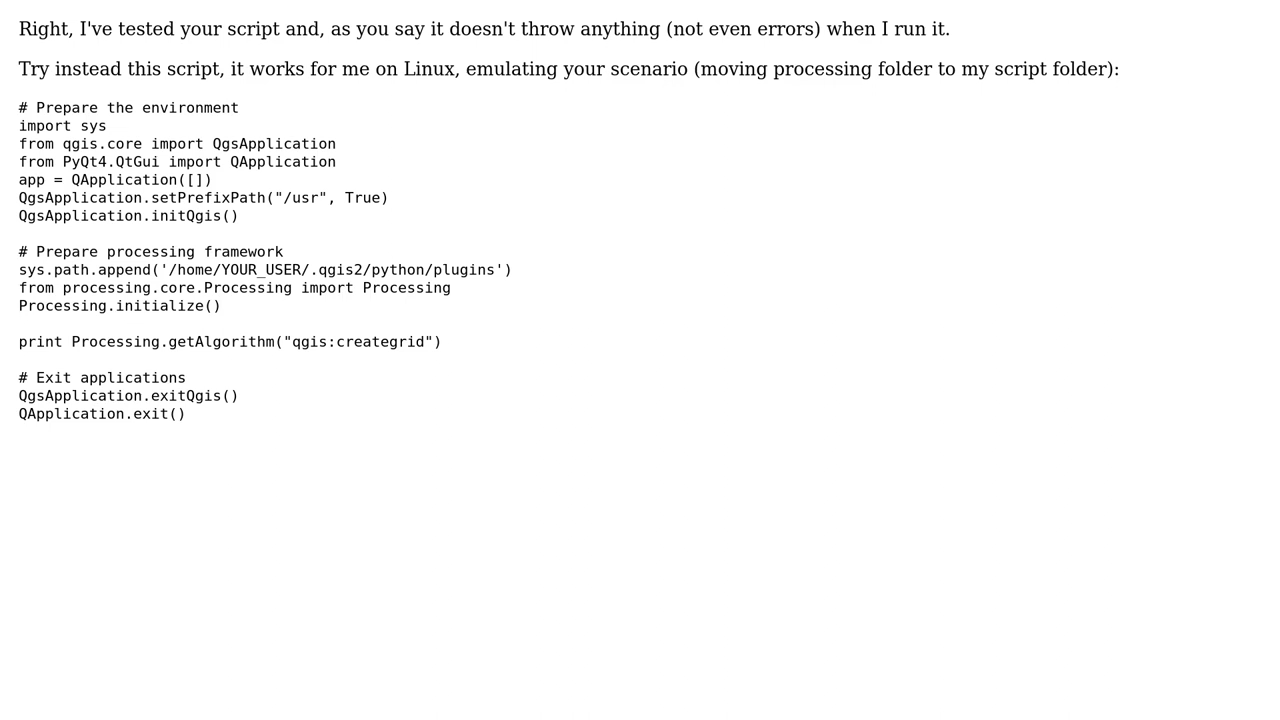 Right, I've tested your script and, as you say it doesn't throw anything (not even errors) when I run it.
Try instead this script, it works for me on Linux, emulating your scenario (moving processing folder to my script folder):
# Prepare the environment
import sys
from qgis.core import QgsApplication
from PyQt4.QtGui import QApplication
app = QApplication([])
QgsApplication.setPrefixPath("/usr", True)
QgsApplication.initQgis()
# Prepare processing framework
sys.path.append('/home/YOUR_USER/.qgis2/python/plugins')
from processing.core.Processing import Processing
Processing.initialize()
print Processing.getAlgorithm("qgis:creategrid")
# Exit applications
QgsApplication.exitQgis()
QApplication.exit()